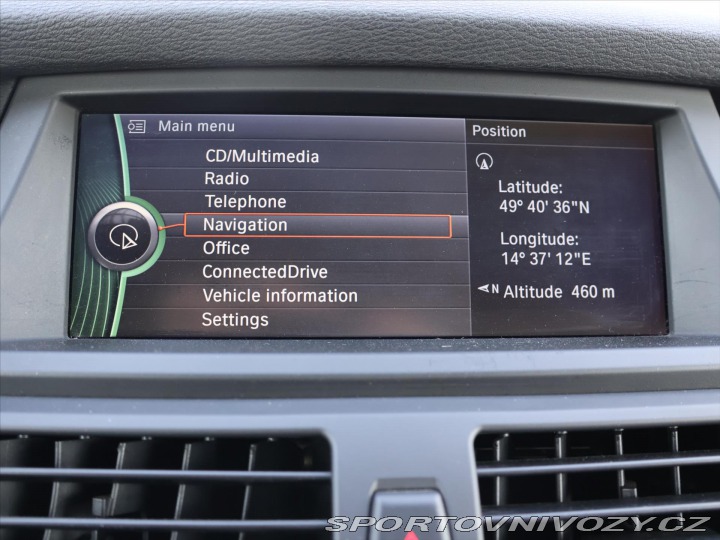 Main menu
CD/Multimedia
Radio
Telephone
Navigation
Office
ConnectedDrive
Vehicle information
Settings
Position
Latitude:
49° 40' 36"N
Longitude:
14° 37' 12"E
N Altitude 460 m
SPORTOVNIVOZY.CZ